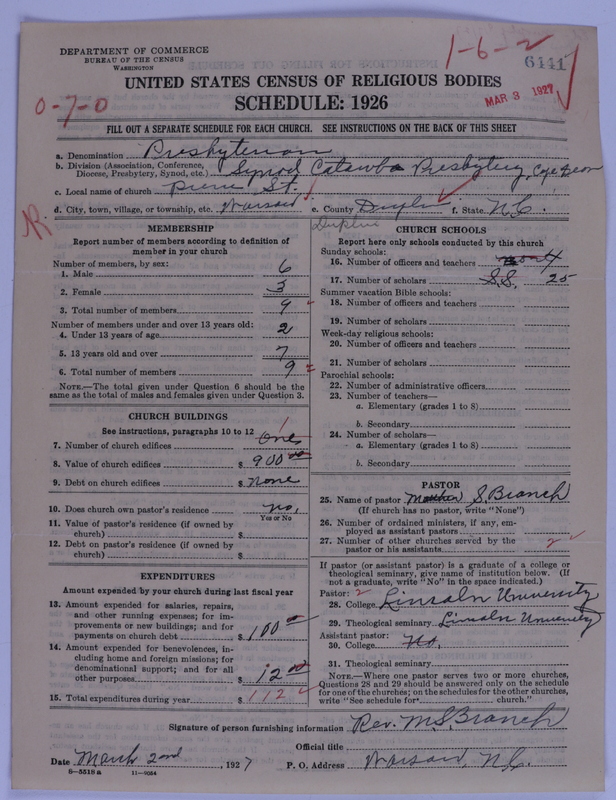 DEPARTMENT OF COMMERCE
BUREAU OF THE CENSUS
WASHINGTON
1-6-2
6441
MAR 3 1927
0-7-0
UNITED STATES CENSUS OF RELIGIOUS BODIES
SCHEDULE: 1926
FILL OUT A SEPARATE SCHEDULE FOR EACH CHURCH. SEE INSTRUCTIONS ON THE BACK OF THIS SHEET
a. Denomination Presbyterian
b. Division (Association, Conference, Diocese, Presbytery, Synod, etc.) Synod Catawba Presbytery, Cape Fear
c. Local name of church St.
d. City, town, village, or township, etc. Warsaw e. County Duplin f. State N.C.
Duplin
MEMBERSHIP
Report number of members according to definition of member in your church
Number of members, by sex:
1. Male 6
2. Female 3
3. Total number of members 9
Number of members under and over 13 years old:
4. Under 13 years of age 2
5. 13 years old and over 7
6. Total number of members 9
NOTE.—The total given under Question 6 should be the same as the total of males and females given under Question 3.
CHURCH BUILDINGS
See instructions, paragraphs 10 to 12
7. Number of church edifices One 1
8. Value of church edifices $ 900 00
9. Debt on church edifices $ None
10. Does church own pastor's residence no,
Yes or No
11. Value of pastor's residence (if owned by church) $
12. Debt on pastor's residence (if owned by church) $
EXPENDITURES
Amount expended by your church during last fiscal year
13. Amount expended for salaries, repairs, and other running expenses; for improvements or new buildings; and for payments on church debt $ 100 00
14. Amount expended for benevolences, including home and foreign missions; for denominational support; and for all other purposes $ 12 00
15. Total expenditures during year $ 112
CHURCH SCHOOLS
Report here only schools conducted by this church
Sunday schools:
16. Number of officers and teachers 4
17. Number of scholars S.S. 25
Summer vacation Bible schools:
18. Number of officers and teachers
19. Number of scholars
Week-day religious schools:
20. Number of officers and teachers
21. Number of scholars
Parochial schools:
22. Number of administrative officers
23. Number of teachers—
a. Elementary (grades 1 to 8)
b. Secondary
24. Number of scholars—
a. Elementary (grades 1 to 8)
b. Secondary
PASTOR
25. Name of pastor S. Branch
(If church has no pastor, write "None")
26. Number of ordained ministers, if any, employed as assistant pastors
27. Number of other churches served by the pastor or his assistants 2
If pastor (or assistant pastor) is a graduate of a college or theological seminary, give name of institution below. (If not a graduate, write "No" in the space indicated.)
Pastor: 2
28. College Lincoln University
29. Theological seminary Lincoln University
Assistant pastor:
30. College no,
31. Theological seminary
NOTE.—Where one pastor serves two or more churches, Questions 28 and 29 should be answered only on the schedule for one of the churches; on the schedules for the other churches, write "See schedule for church."
Signature of person furnishing information Rev. M. S. Branch
Official title
Date March 2nd, 1927 P. O. Address Warsaw, N.C.
8-5518 a 11-9054